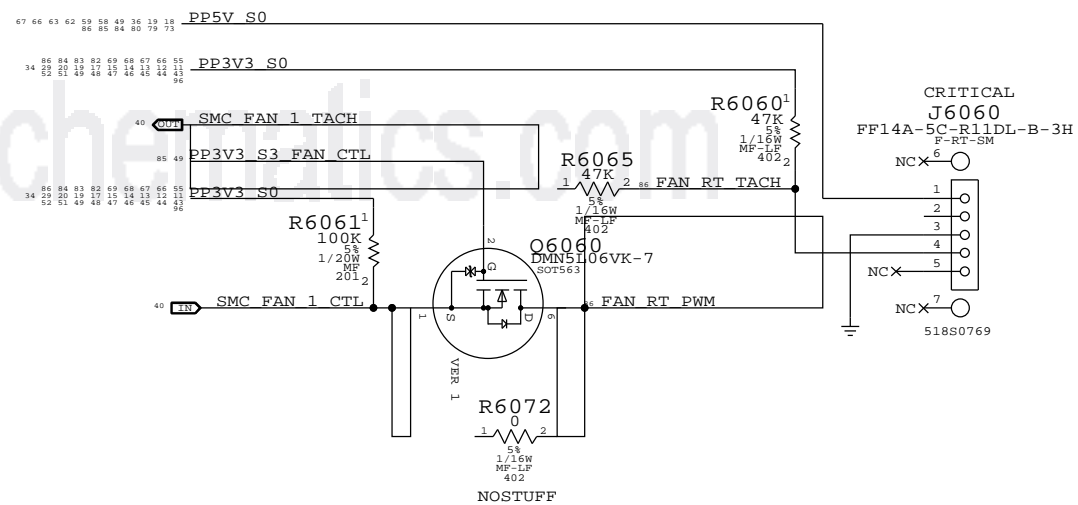 67 66 63 62 59 58 49 36 19 18
86 85 84 80 79 73
PP5V_S0
86 84 83 82 69 68 67 66 55
34 29 20 19 17 15 14 13 12 11
52 51 49 48 47 46 45 44 43
96
PP3V3_S0
40
OUT
SMC_FAN_1_TACH
85 49
PP3V3_S3_FAN_CTL
86 84 83 82 69 68 67 66 55
34 29 20 19 17 15 14 13 12 11
52 51 49 48 47 46 45 44 43
96
PP3V3_S0
R6061
1
100K
5%
1/20W
MF
201
2
40
IN
SMC_FAN_1_CTL
R6060
1
47K
5%
1/16W
MF-LF
402
2
R6065
47K
1
2
86
FAN_RT_TACH
5%
1/16W
MF-LF
402
Q6060
DMN5L06VK-7
SOT563
2
G
S
D
1
6
VER 1
86
FAN_RT_PWM
R6072
0
1
2
5%
1/16W
MF-LF
402
NOSTUFF
CRITICAL
J6060
FF14A-5C-R11DL-B-3H
F-RT-SM
NC
6
1
2
3
4
NC
5
NC
7
518S0769
chematics.com